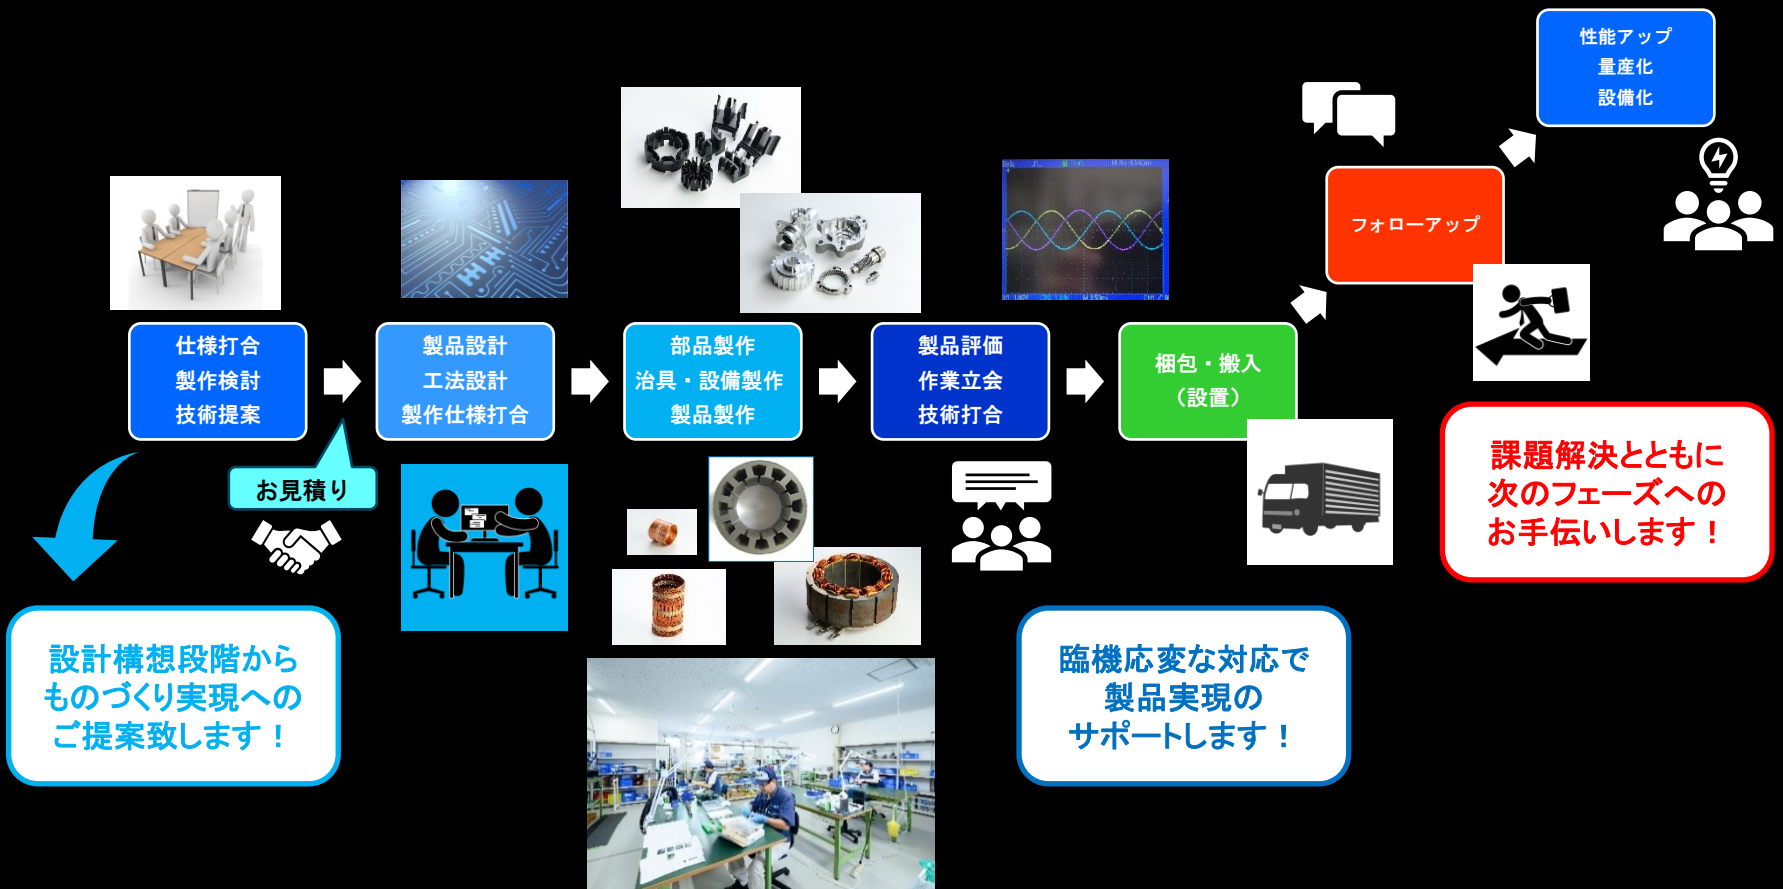 性能アップ
量産化
設備化
フォローアップ
仕様打合
製作検討
技術提案
製品設計
工法設計
製作仕様打合
部品製作
治具・設備製作
製品製作
製品評価
作業立会
技術打合
梱包・搬入
（設置）
お見積り
課題解決とともに
次のフェーズへの
お手伝いします！
設計構想段階から
ものづくり実現への
ご提案致します！
臨機応変な対応で
製品実現の
サポートします！